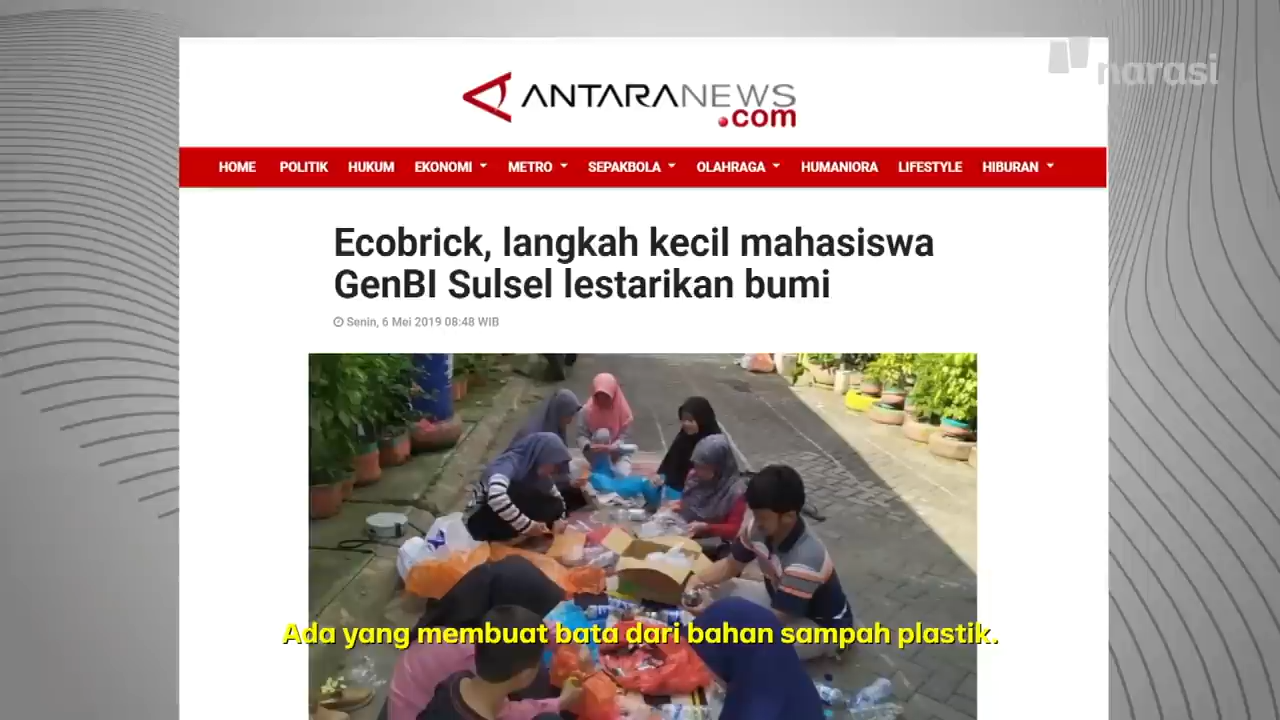 narasi
ANTARANEWS
.com
HOME POLITIK HUKUM EKONOMI METRO SEPAKBOLA OLAHRAGA HUMANIORA LIFESTYLE HIBURAN
Ecobrick, langkah kecil mahasiswa
GenBI Sulsel lestarikan bumi
Senin, 6 Mei 2019 08:48 WIB
Ada yang membuat bata dari bahan sampah plastik.